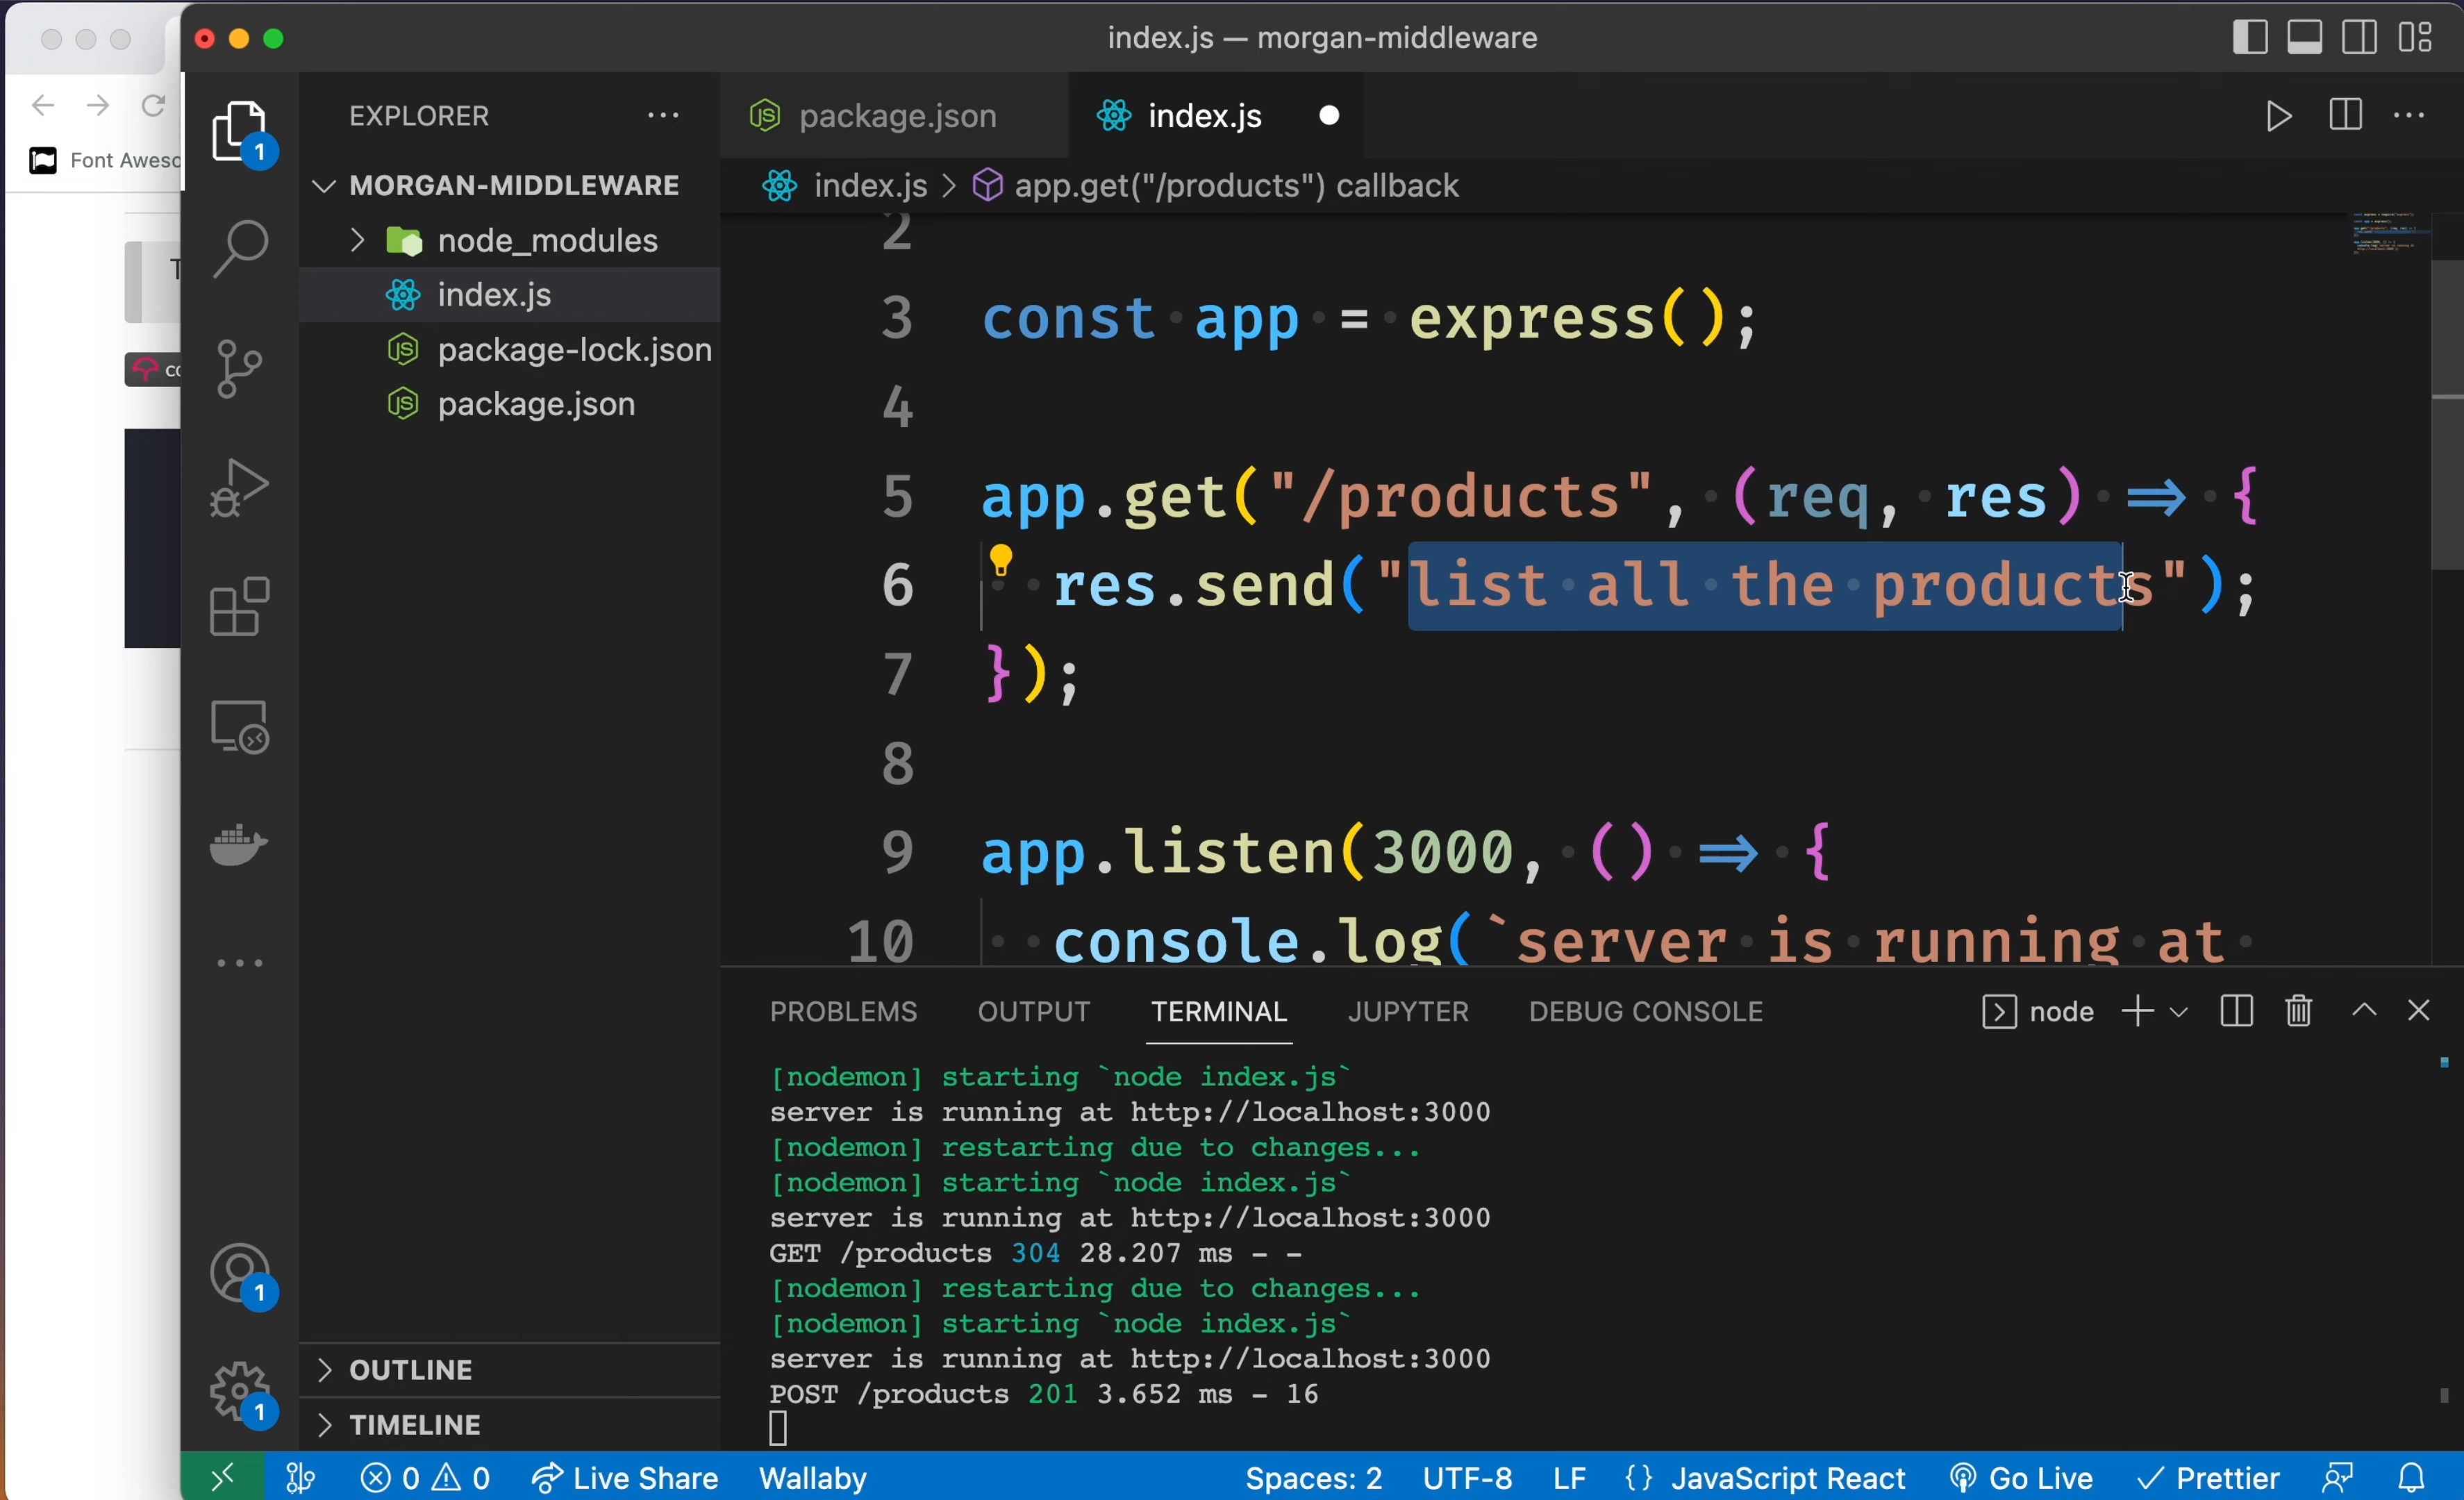 index.js — morgan-middleware
Font Aweso
T
EXPLORER
1
MORGAN-MIDDLEWARE
node_modules
index.js
package-lock.json
package.json
OUTLINE
TIMELINE
1
1
package.json
index.js
index.js > app.get("/products") callback
2
3 const app = express();
4
5 app.get("/products", (req, res) => {
6 res.send("list all the products");
7 });
8
9 app.listen(3000, () => {
10 console.log(`server is running at
PROBLEMS OUTPUT TERMINAL JUPYTER DEBUG CONSOLE node
[nodemon] starting `node index.js`
server is running at http://localhost:3000
[nodemon] restarting due to changes...
[nodemon] starting `node index.js`
server is running at http://localhost:3000
GET /products 304 28.207 ms - -
[nodemon] restarting due to changes...
[nodemon] starting `node index.js`
server is running at http://localhost:3000
POST /products 201 3.652 ms - 16
0 0 Live Share Wallaby Spaces: 2 UTF-8 LF {} JavaScript React Go Live Prettier